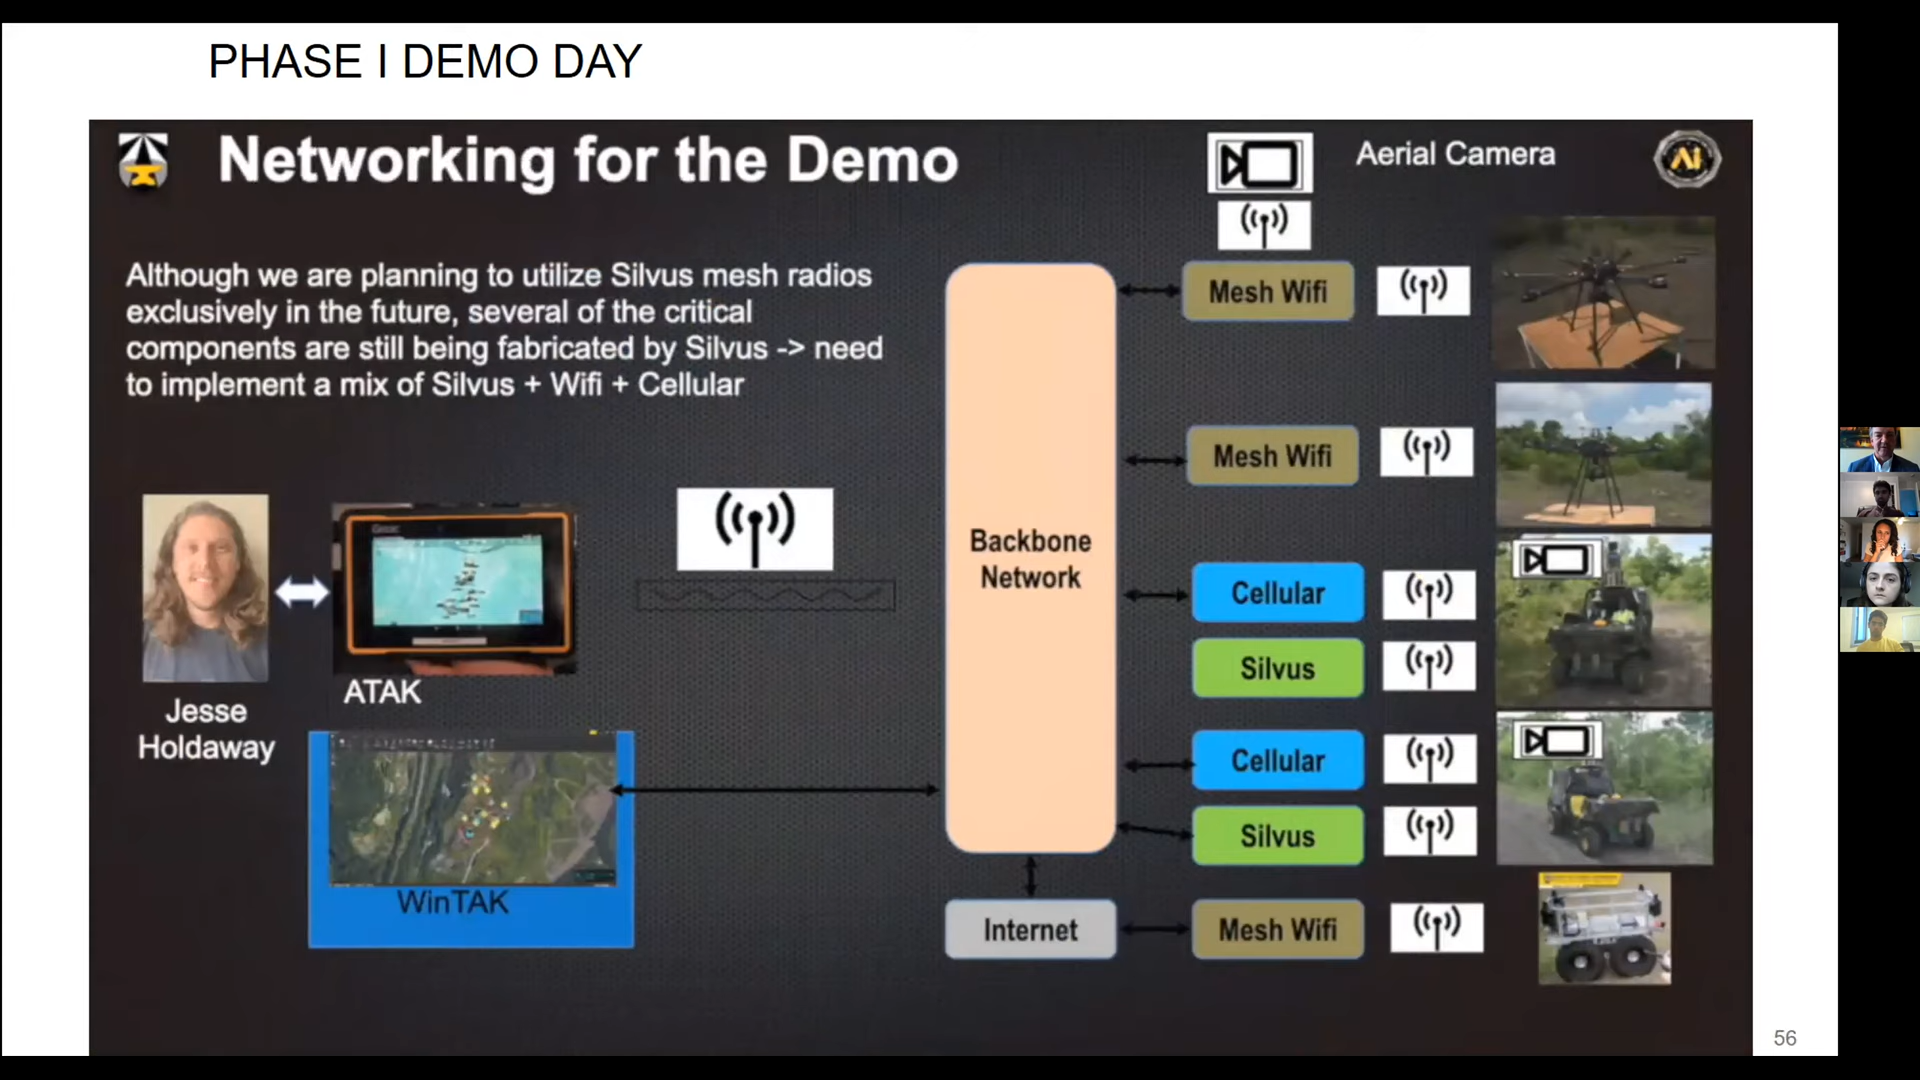 PHASE I DEMO DAY
Networking for the Demo
Aerial Camera
Although we are planning to utilize Silvus mesh radios
exclusively in the future, several of the critical
components are still being fabricated by Silvus -> need
to implement a mix of Silvus + Wifi + Cellular
Jesse
Holdaway
ATAK
WinTAK
Backbone
Network
Internet
Mesh Wifi
Mesh Wifi
Cellular
Silvus
Cellular
Silvus
Mesh Wifi
56